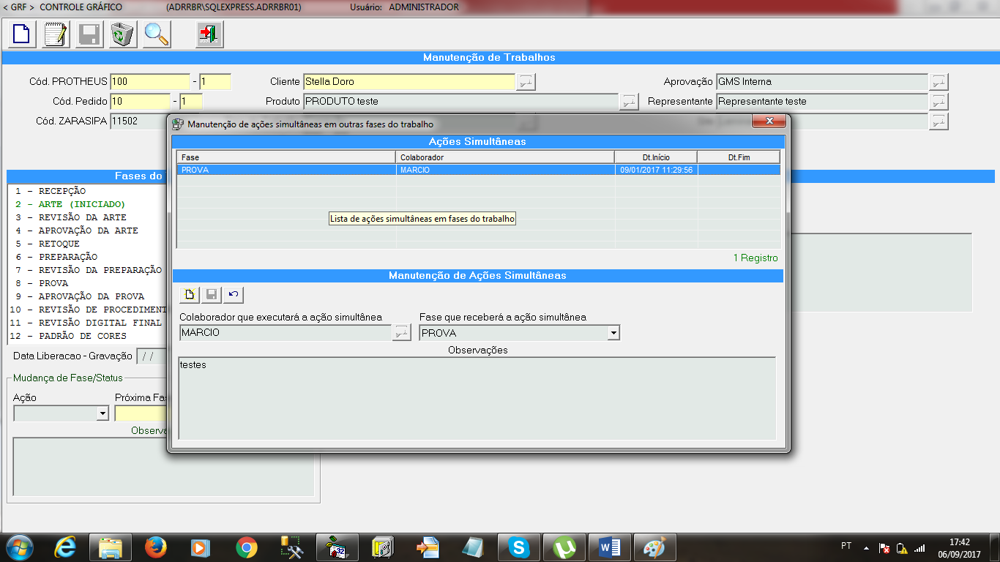 < GRF > CONTROLE GRÁFICO (ADRRBR\SQLEXPRESS.ADRRBR01) Usuário: ADMINISTRADOR
Manutenção de Trabalhos
Cód. PROTHEUS 100 - 1 Cliente Stella Doro Aprovação GMS Interna
Cód. Pedido 10 - 1 Produto PRODUTO teste Representante Representante teste
Cód. ZARASIPA 11502
Manutenção de ações simultâneas em outras fases do trabalho
Ações Simultâneas
Fase Colaborador Dt.Início Dt.Fim
PROVA MARCIO 09/01/2017 11:29:56
Lista de ações simultâneas em fases do trabalho
1 Registro
Manutenção de Ações Simultâneas
Colaborador que executará a ação simultânea Fase que receberá a ação simultânea
MARCIO PROVA
Observações
testes
Fases do
1 - RECEPÇÃO
2 - ARTE (INICIADO)
3 - REVISÃO DA ARTE
4 - APROVAÇÃO DA ARTE
5 - RETOQUE
6 - PREPARAÇÃO
7 - REVISÃO DA PREPARAÇÃO
8 - PROVA
9 - APROVAÇÃO DA PROVA
10 - REVISÃO DE PROCEDIMENT
11 - REVISÃO DIGITAL FINAL
12 - PADRÃO DE CORES
Data Liberacao - Gravação / /
Mudança de Fase/Status
Ação Próxima Fas
Observa
32
PT 17:42
06/09/2017